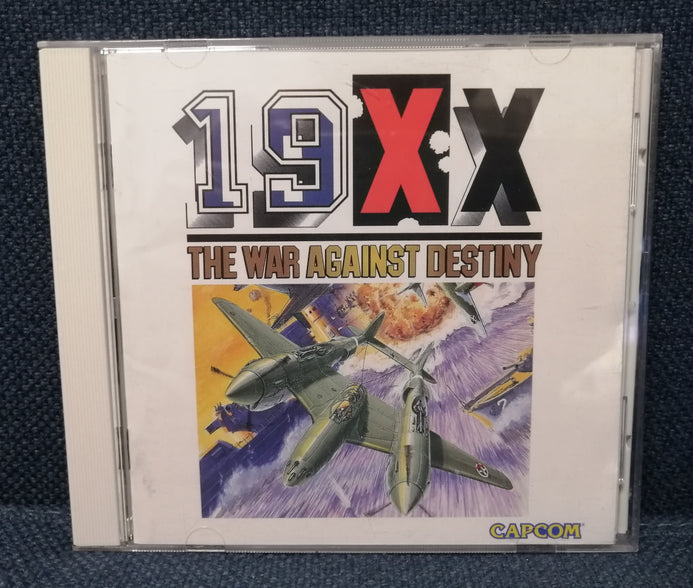 19XX
THE WAR AGAINST DESTINY
CAPCOM